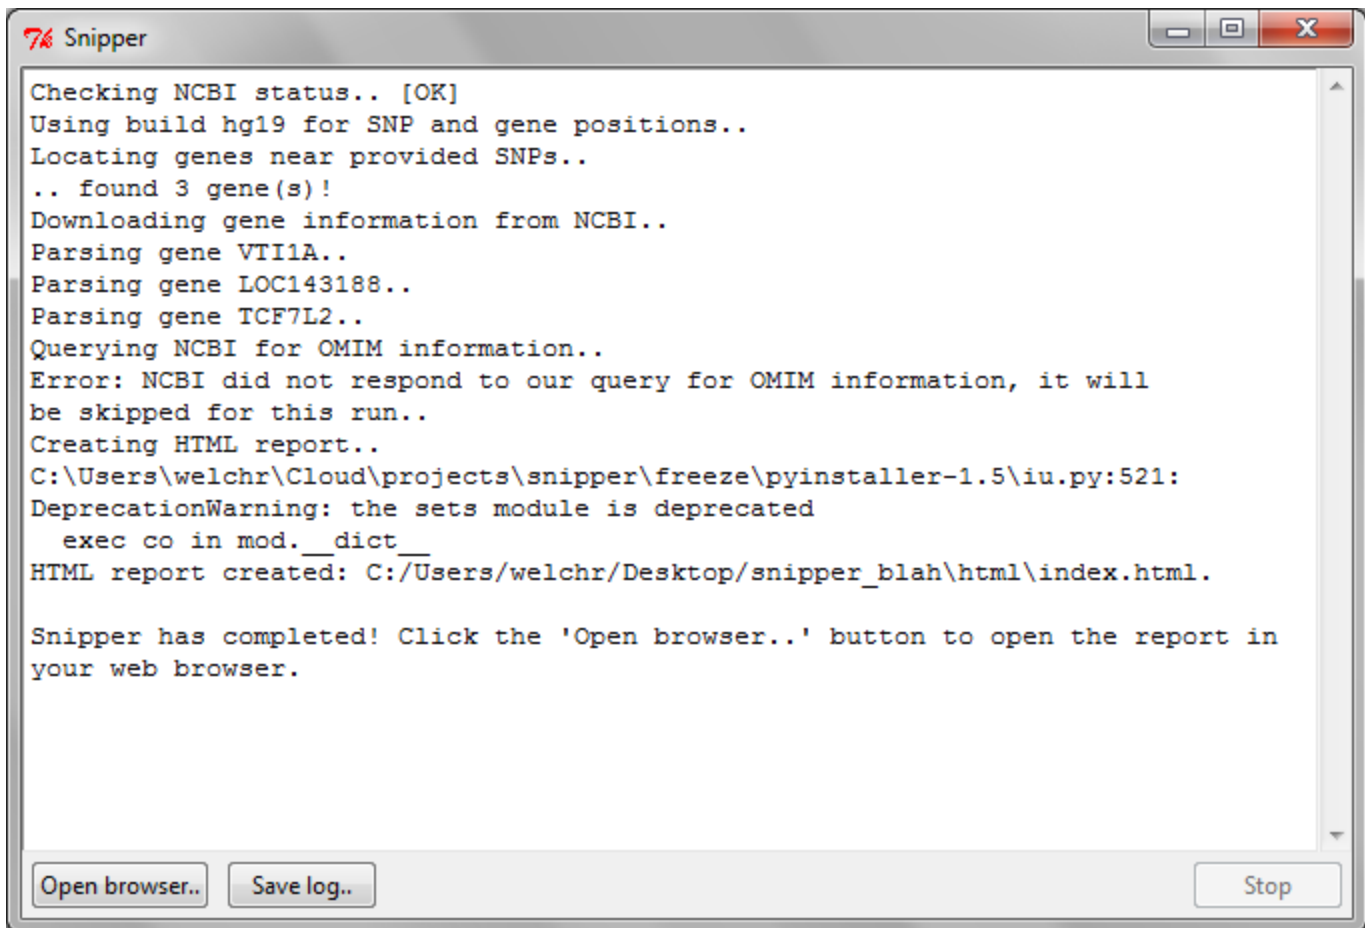 Snipper
Checking NCBI status.. [OK]
Using build hg19 for SNP and gene positions..
Locating genes near provided SNPs..
.. found 3 gene(s)!
Downloading gene information from NCBI..
Parsing gene VTI1A..
Parsing gene LOC143188..
Parsing gene TCF7L2..
Querying NCBI for OMIM information..
Error: NCBI did not respond to our query for OMIM information, it will
be skipped for this run..
Creating HTML report..
C:\Users\welchr\Cloud\projects\snipper\freeze\pyinstaller-1.5\iu.py:521:
DeprecationWarning: the sets module is deprecated
  exec co in mod.__dict__
HTML report created: C:/Users/welchr/Desktop/snipper_blah\html\index.html.

Snipper has completed! Click the 'Open browser..' button to open the report in
your web browser.
Open browser.. Save log.. Stop